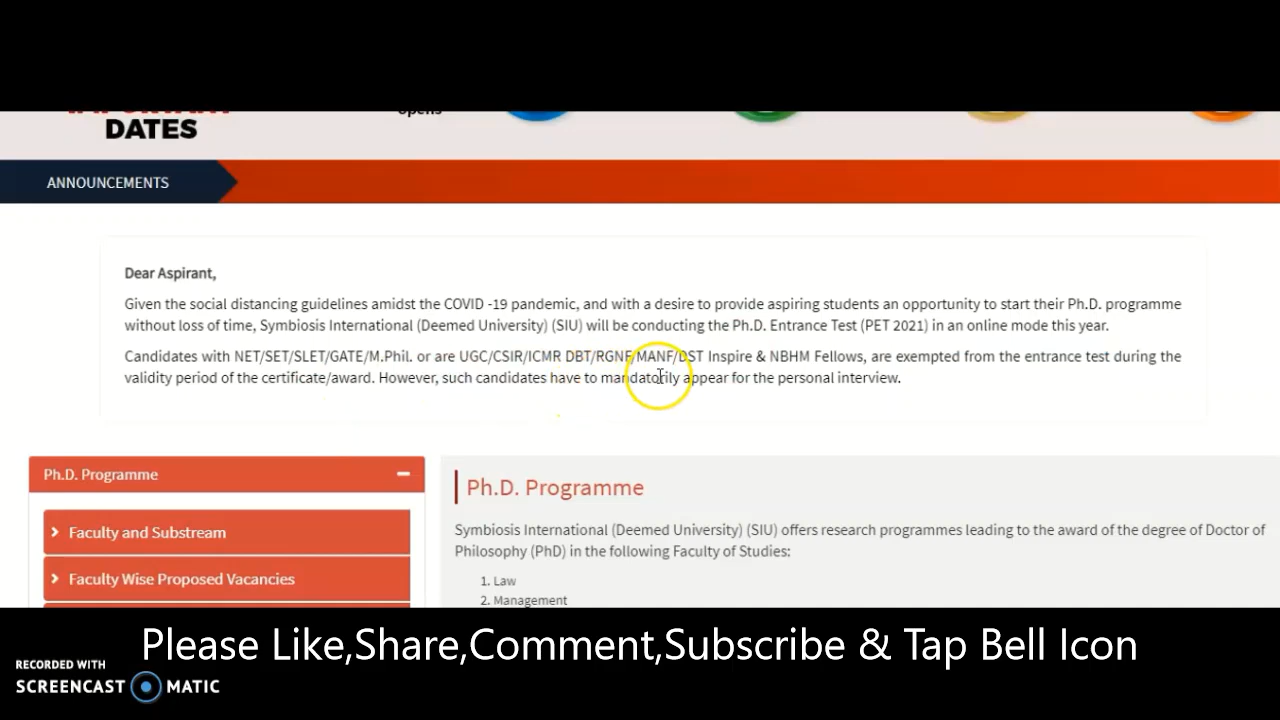 DATES
ANNOUNCEMENTS
Dear Aspirant,
Given the social distancing guidelines amidst the COVID -19 pandemic, and with a desire to provide aspiring students an opportunity to start their Ph.D. programme
without loss of time, Symbiosis International (Deemed University) (SIU) will be conducting the Ph.D. Entrance Test (PET 2021) in an online mode this year.
Candidates with NET/SET/SLET/GATE/M.Phil. or are UGC/CSIR/ICMR DBT/RGNF/MANF/DST Inspire & NBHM Fellows, are exempted from the entrance test during the
validity period of the certificate/award. However, such candidates have to mandatorily appear for the personal interview.
Ph.D. Programme
Faculty and Substream
Faculty Wise Proposed Vacancies
Ph.D. Programme
Symbiosis International (Deemed University) (SIU) offers research programmes leading to the award of the degree of Doctor of
Philosophy (PhD) in the following Faculty of Studies:
1. Law
2. Management
Please Like,Share,Comment,Subscribe & Tap Bell Icon
RECORDED WITH
SCREENCAST MATIC